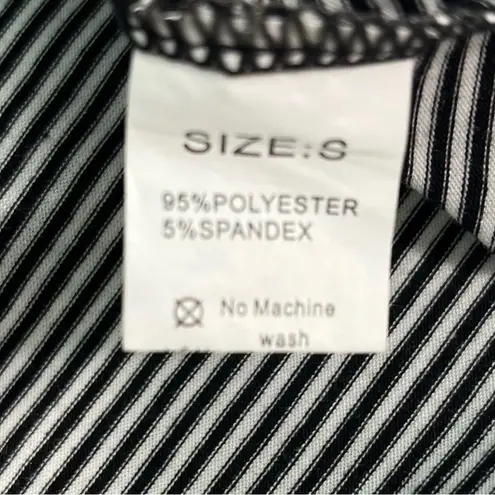 SIZE:S
95%POLYESTER
5%SPANDEX
No Machine
wash